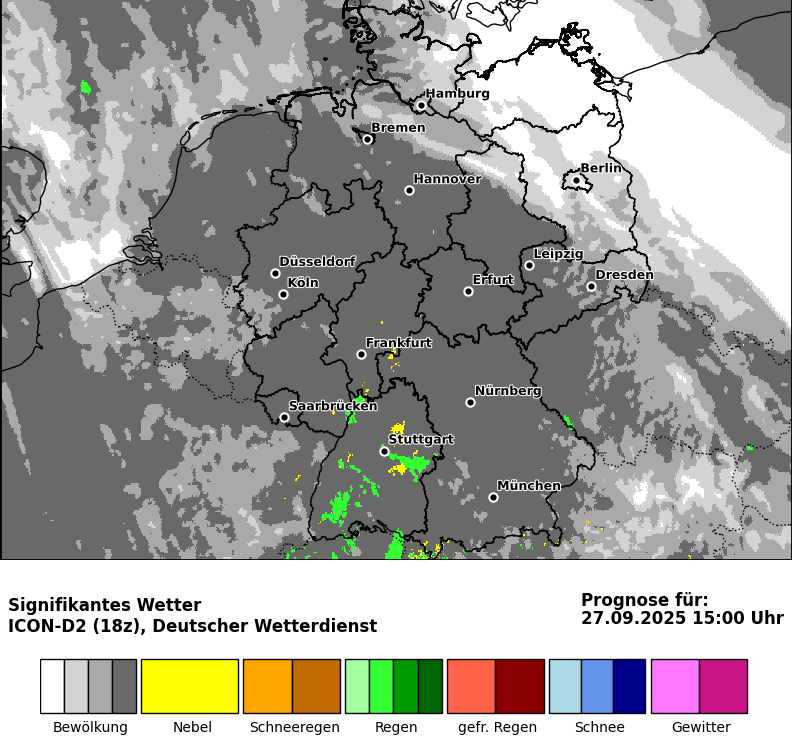 Hamburg
Bremen
Berlin
Hannover
Düsseldorf
Leipzig
Köln
Erfurt
Dresden
Frankfurt
Nürnberg
Saarbrücken
Stuttgart
München
Signifikantes Wetter
ICON-D2 (18z), Deutscher Wetterdienst
Prognose für:
27.09.2025 15:00 Uhr
Bewölkung
Nebel
Schneeregen
Regen
gefr. Regen
Schnee
Gewitter